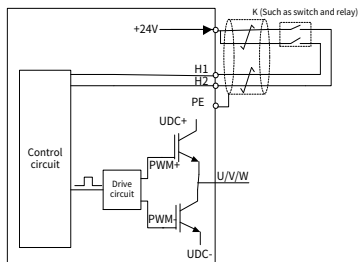 K (Such as switch and relay)
+24V
H1
H2
PE
UDC+
Control
circuit
PWM+
Drive
circuit
U/V/W
PWM-
UDC-